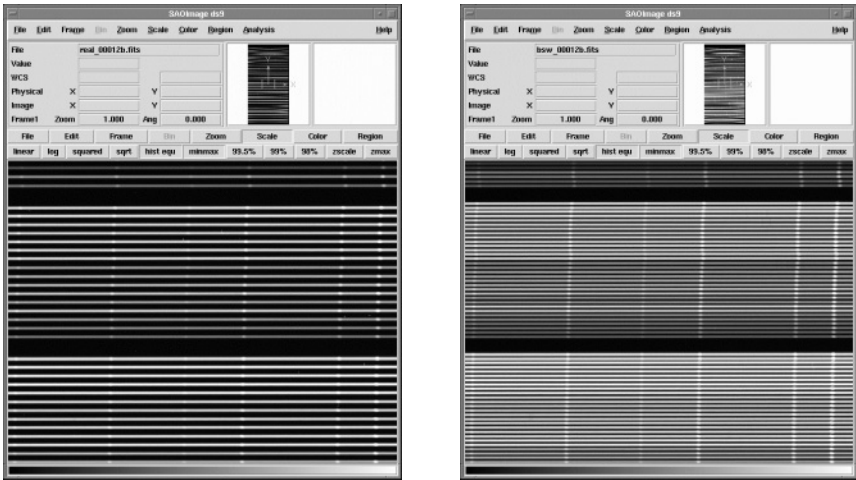 SAOImage ds9
File Edit Frame Bin Zoom Scale Color Region Analysis Help
File real_00012b.fits
Value
WCS
Physical X Y
Image X Y
Frame1 Zoom 1.000 Ang 0.000
File Edit Frame Bin Zoom Scale Color Region
linear log squared sqrt hist equ minmax 99.5% 99% 98% zscale zmax
SAOImage ds9
File Edit Frame Bin Zoom Scale Color Region Analysis Help
File bsw_00012b.fits
Value
WCS
Physical X Y
Image X Y
Frame1 Zoom 1.000 Ang 0.000
File Edit Frame Bin Zoom Scale Color Region
linear log squared sqrt hist equ minmax 99.5% 99% 98% zscale zmax